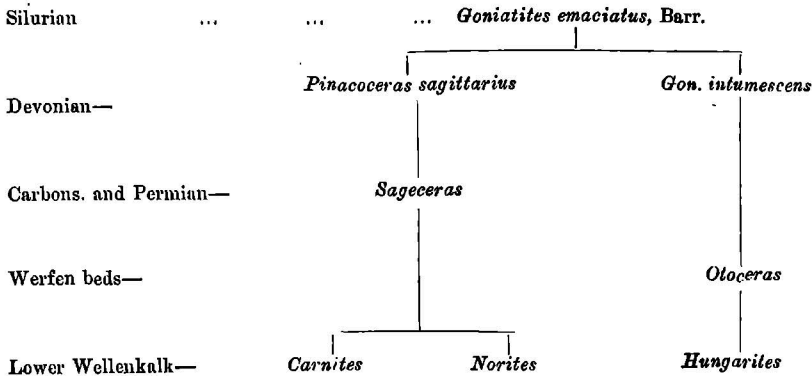 Silurian ... ... ... Goniatites emaciatus, Barr.
Pinacoceras sagittarius Gon. intumescens
Devonian—
Carbons. and Permian— Sageceras
Werfen beds— Otoceras
Lower Wellenkalk— Carnites Norites Hungarites